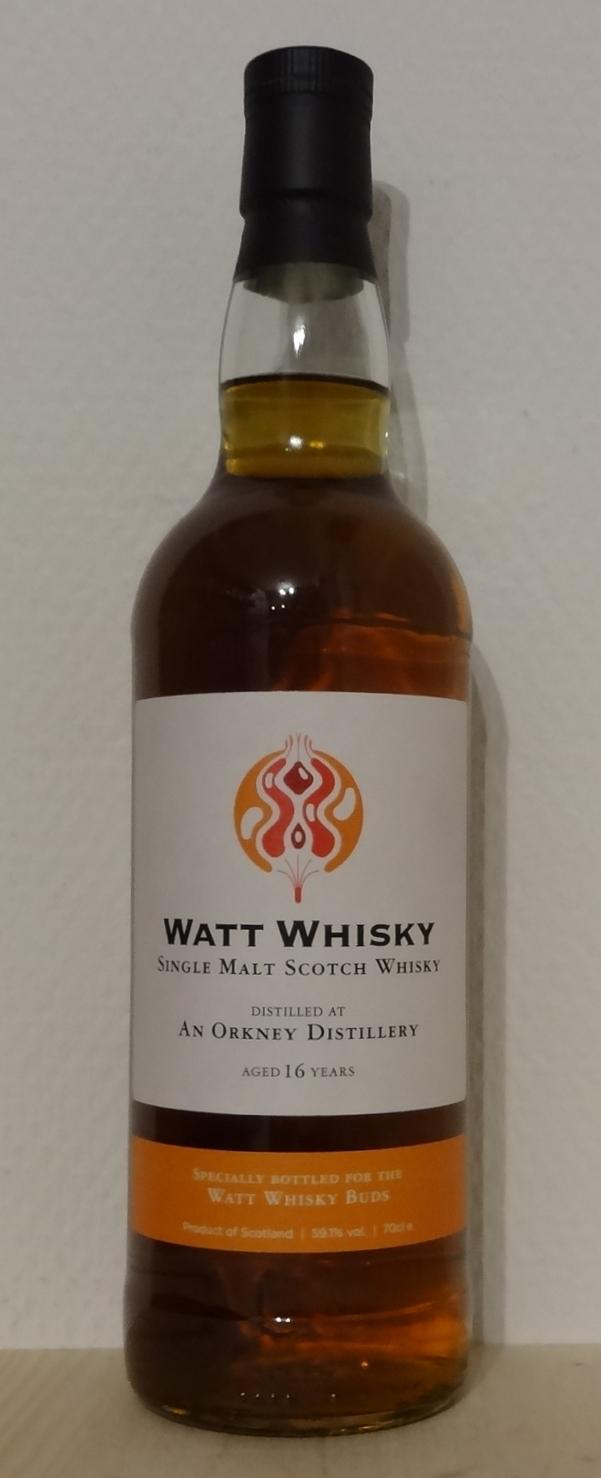 WATT WHISKY
SINGLE MALT SCOTCH WHISKY
DISTILLED AT
AN ORKNEY DISTILLERY
AGED 16 YEARS
SPECIALLY BOTTLED FOR THE
WATT WHISKY BUDS
Product of Scotland | 59.1% vol. | 70cl e